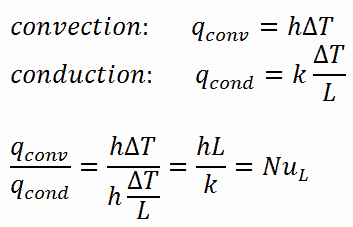 convection: q_conv = hΔT
conduction: q_cond = k ΔT/L
q_conv/q_cond = hΔT/(h ΔT/L) = hL/k = Nu_L